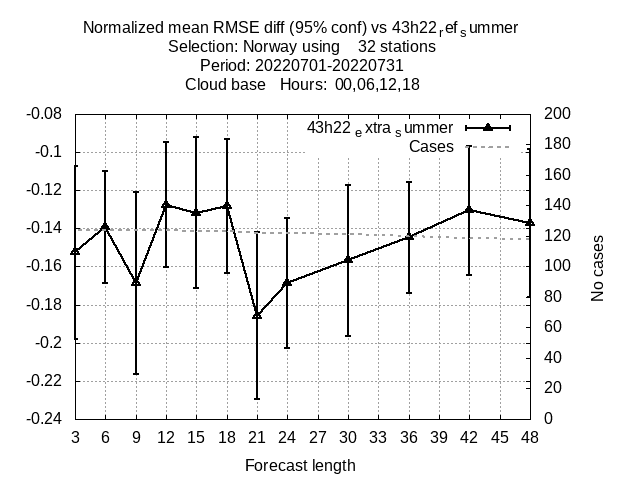 Normalized mean RMSE diff (95% conf) vs 43h22refsummer
Selection: Norway using    32 stations
Period: 20220701-20220731
Cloud base   Hours:  00,06,12,18
43h22extrasummer
Cases
-0.08
-0.1
-0.12
-0.14
-0.16
-0.18
-0.2
-0.22
-0.24
200
180
160
140
120
100
80
60
40
20
0
No cases
3 6 9 12 15 18 21 24 27 30 33 36 39 42 45 48
Forecast length